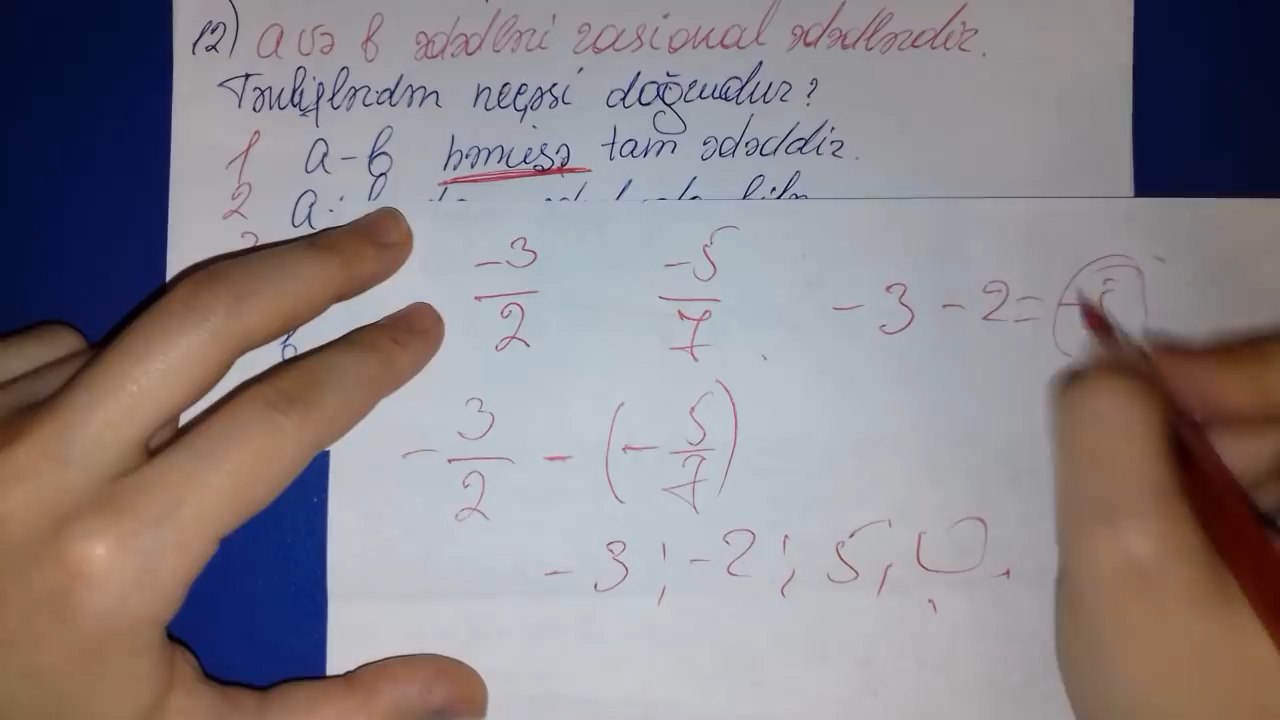 12) a və b ədədləri rasional ədədlərdir.
Təkliflərdən neçəsi doğrudur?
1 a-b həmişə tam ədəddir.
2 a:
-3/2 -5/7 -3-2=
-3/2 - (-5/7)
-3; -2; 5,